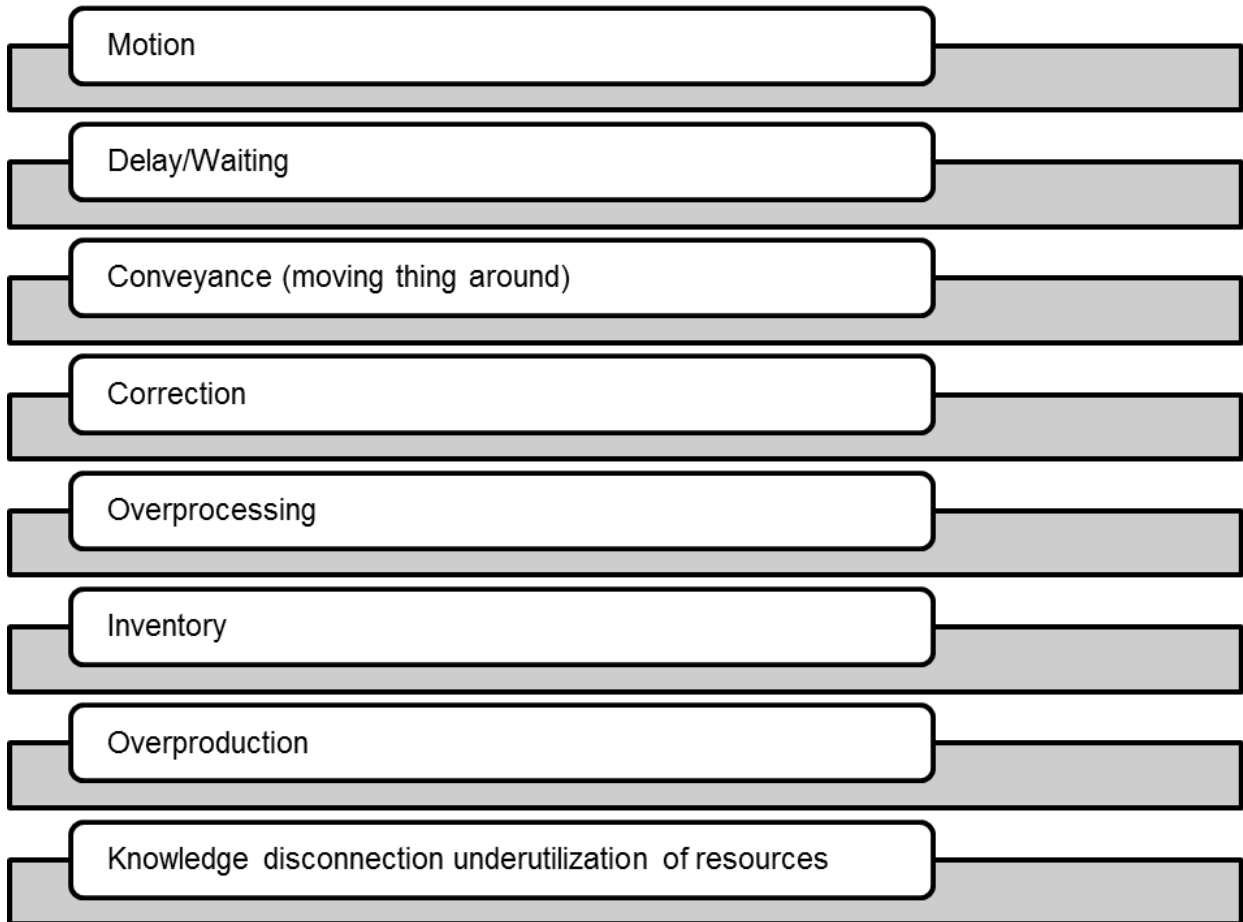 Motion
Delay/Waiting
Conveyance (moving thing around)
Correction
Overprocessing
Inventory
Overproduction
Knowledge disconnection underutilization of resources